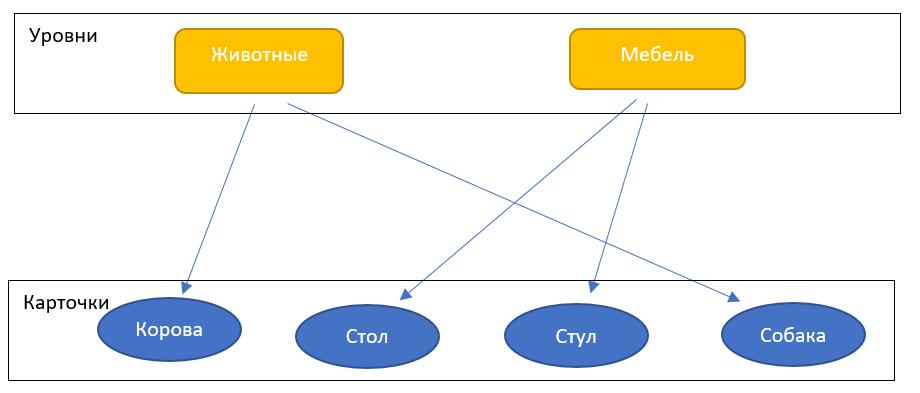 Уровни
Животные
Мебель
Карточки
Корова
Стол
Стул
Собака